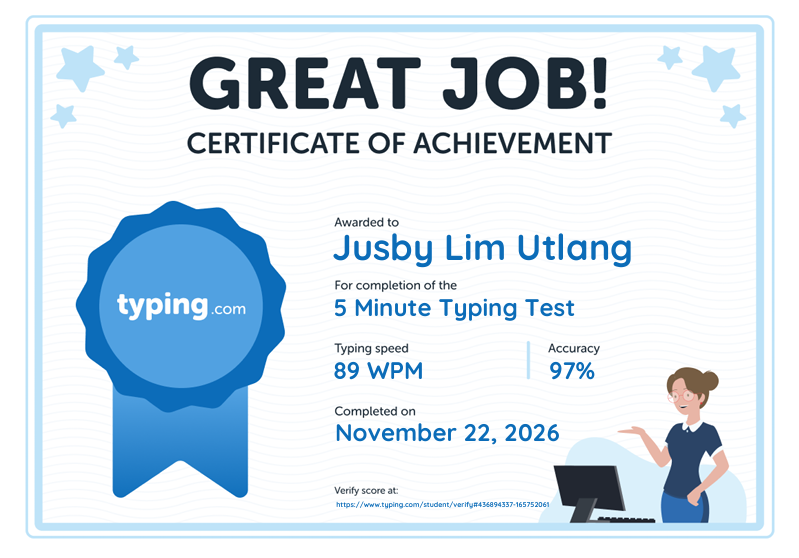 GREAT JOB!
CERTIFICATE OF ACHIEVEMENT
typing.com
Awarded to
Jusby Lim Utlang
For completion of the
5 Minute Typing Test
Typing speed
89 WPM
Accuracy
97%
Completed on
November 22, 2026
Verify score at:
https://www.typing.com/student/verify#436894337-165752061